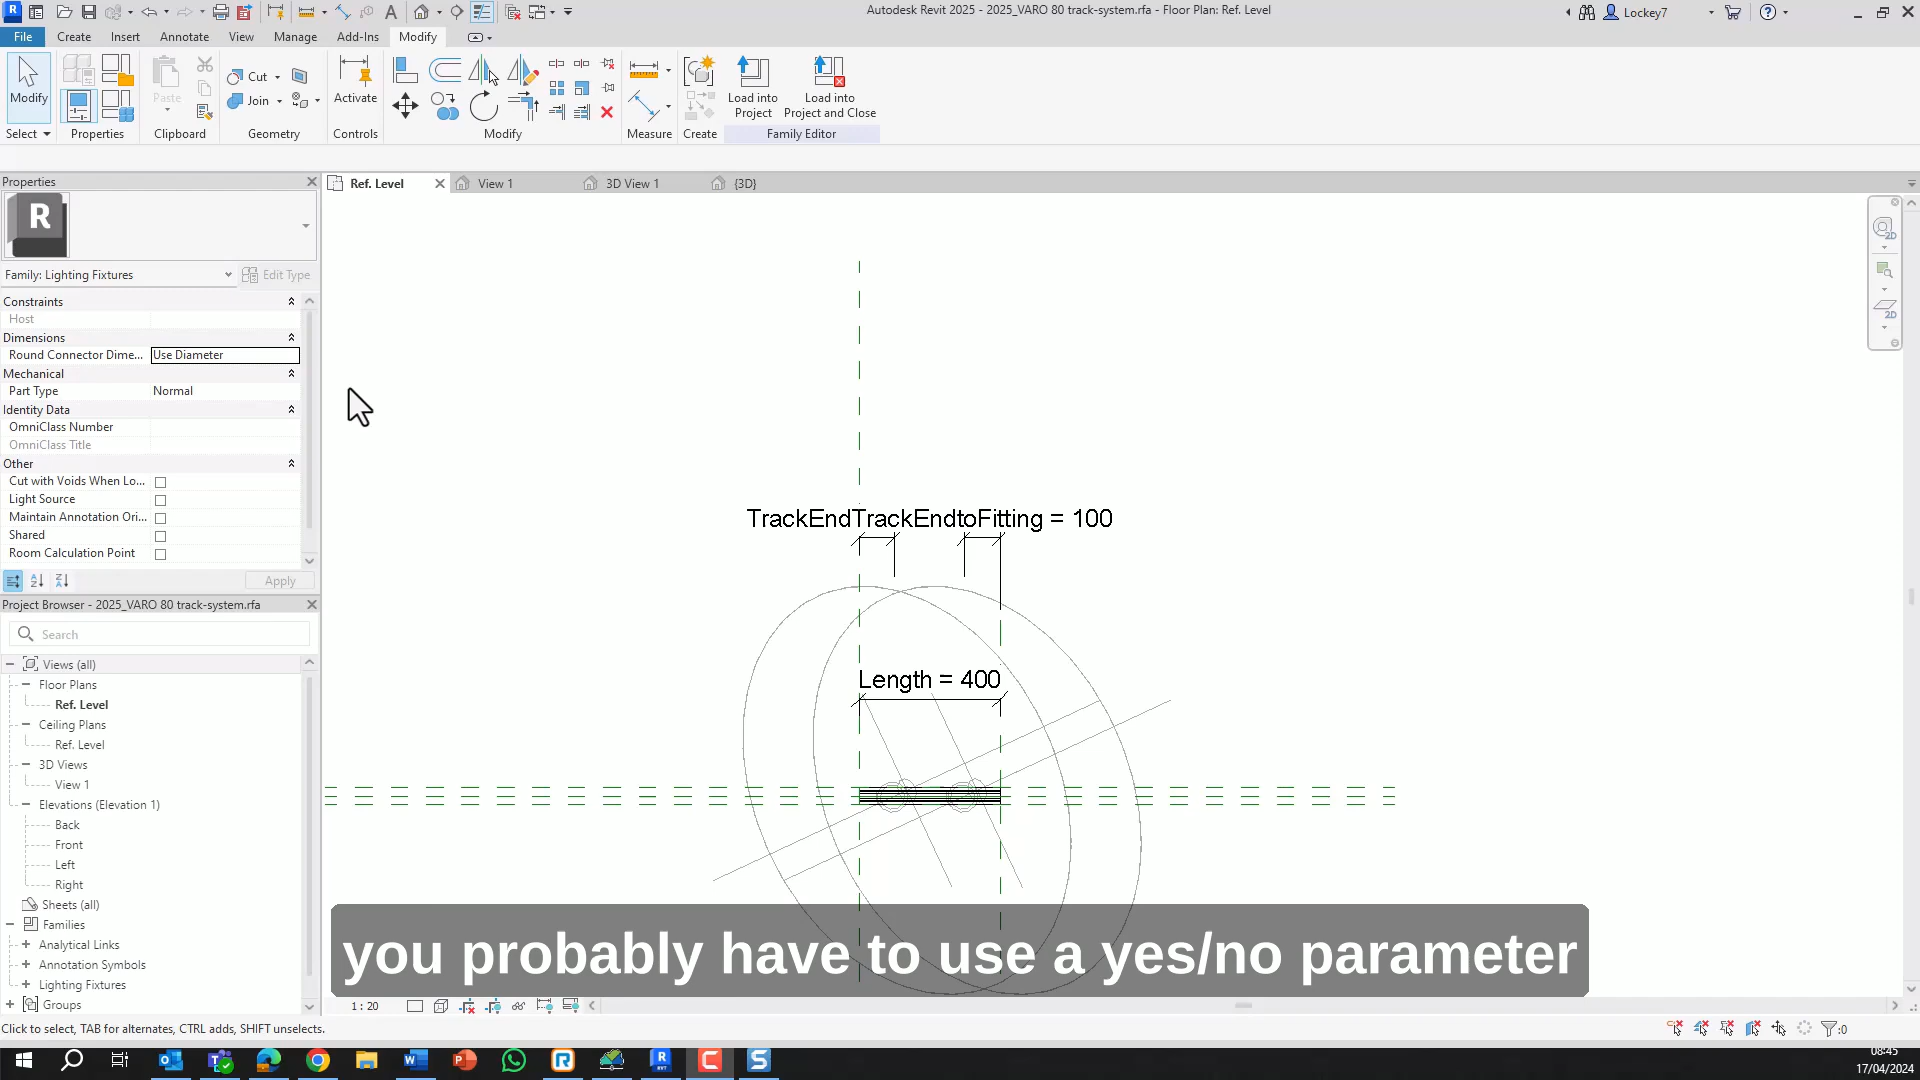 Autodesk Revit 2025 - 2025_VARO 80 track-system.rfa - Floor Plan: Ref. Level
Lockey7
File Create Insert Annotate View Manage Add-Ins Modify
Modify
Paste
Cut
Join
Activate
Load into
Project
Load into
Project and Close
Select Properties Clipboard Geometry Controls Modify Measure Create Family Editor
Properties
Ref. Level View 1 3D View 1 {3D}
R
Family: Lighting Fixtures Edit Type
Constraints
Host
Dimensions
Round Connector Dime... Use Diameter
Mechanical
Part Type Normal
Identity Data
OmniClass Number
OmniClass Title
Other
Cut with Voids When Lo...
Light Source
Maintain Annotation Ori...
Shared
Room Calculation Point
Apply
Project Browser - 2025_VARO 80 track-system.rfa
Search
Views (all)
Floor Plans
Ref. Level
Ceiling Plans
Ref. Level
3D Views
View 1
Elevations (Elevation 1)
Back
Front
Left
Right
Sheets (all)
Families
Analytical Links
Annotation Symbols
Lighting Fixtures
Groups
TrackEndTrackEndtoFitting = 100
Length = 400
2D
2D
you probably have to use a yes/no parameter
1 : 20
Click to select, TAB for alternates, CTRL adds, SHIFT unselects.
:0
08:45
17/04/2024